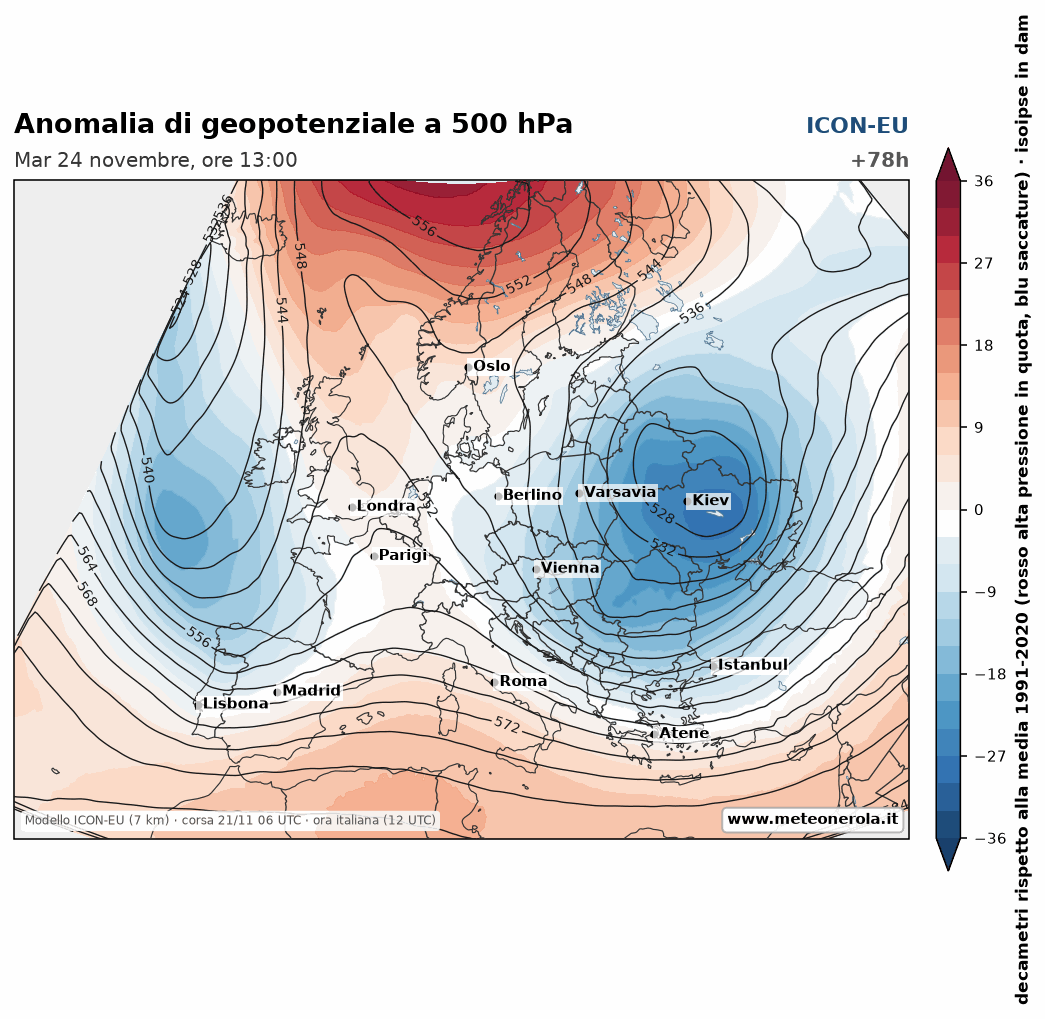 Anomalia di geopotenziale a 500 hPa
ICON-EU
Mar 24 novembre, ore 13:00
+78h
decametri rispetto alla media 1991-2020 (rosso alta pressione in quota, blu saccature) · isoipse in dam
36
27
18
9
0
−9
−18
−27
−36
536
532
528
524
556
548
552
548
544
544
536
540
528
532
564
568
556
572
Oslo
Londra
Berlino
Varsavia
Kiev
Parigi
Vienna
Istanbul
Roma
Madrid
Lisbona
Atene
Modello ICON-EU (7 km) · corsa 21/11 06 UTC · ora italiana (12 UTC)
www.meteonerola.it